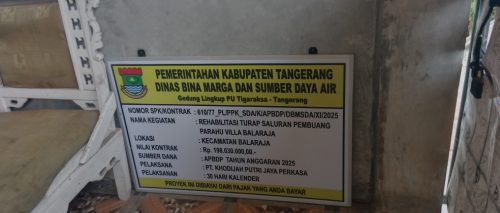 PEMERINTAHAN KABUPATEN TANGERANG
DINAS BINA MARGA DAN SUMBER DAYA AIR
Gedung Lingkup PU Tigaraksa - Tangerang
NOMOR SPK/KONTRAK : 610/77_PL/PPK_SDA/K/APBDP/DBMSDA/XI/2025
NAMA KEGIATAN : REHABILITASI TURAP SALURAN PEMBUANG
PARAHU VILLA BALARAJA
LOKASI : KECAMATAN BALARAJA
NILAI KONTRAK : Rp. 198.030.000,00.-
SUMBER DANA : APBDP TAHUN ANGGARAN 2025
PELAKSANA : PT. KHODIJAH PUTRI JAYA PERKASA
PELAKSANAAN : 30 HARI KALENDER
PROYEK INI DIBIAYAI DARI PAJAK YANG ANDA BAYAR